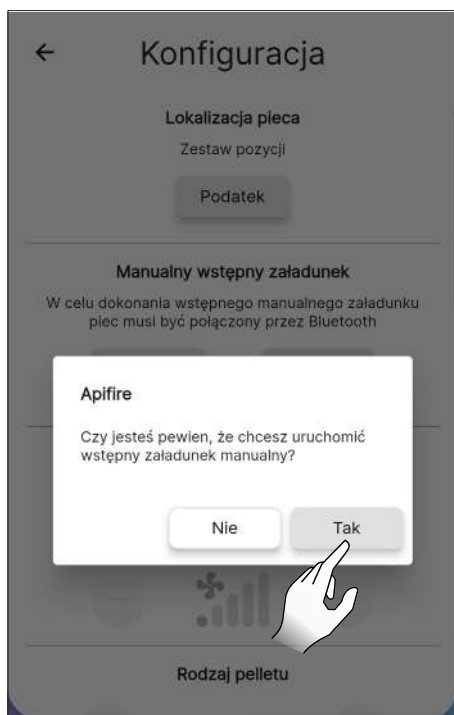 Konfiguracja
Lokalizacja pieca
Zestaw pozycji
Podatek
Manualny wstępny załadunek
W celu dokonania wstępnego manualnego załadunku
piec musi być połączony przez Bluetooth
Apifire
Czy jesteś pewien, że chcesz uruchomić
wstępny załadunek manualny?
Nie Tak
Rodzaj pelletu